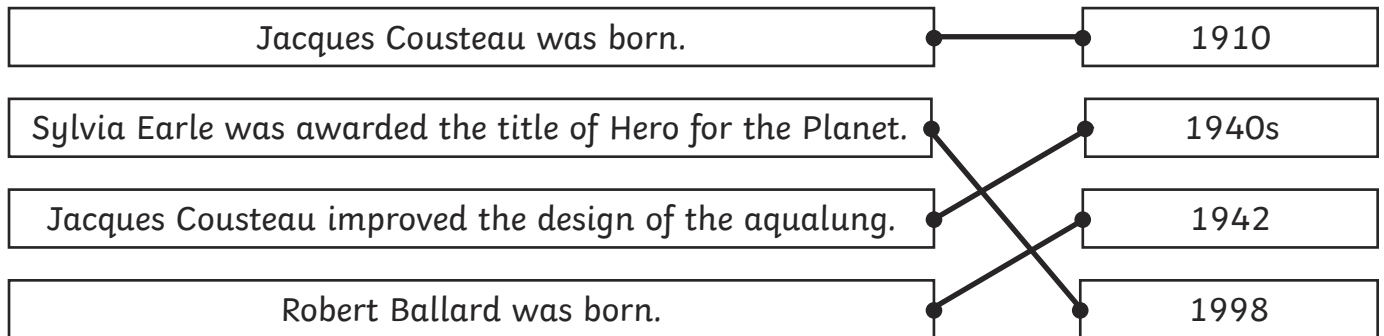 Jacques Cousteau was born. 1910
Sylvia Earle was awarded the title of Hero for the Planet. 1940s
Jacques Cousteau improved the design of the aqualung. 1942
Robert Ballard was born. 1998